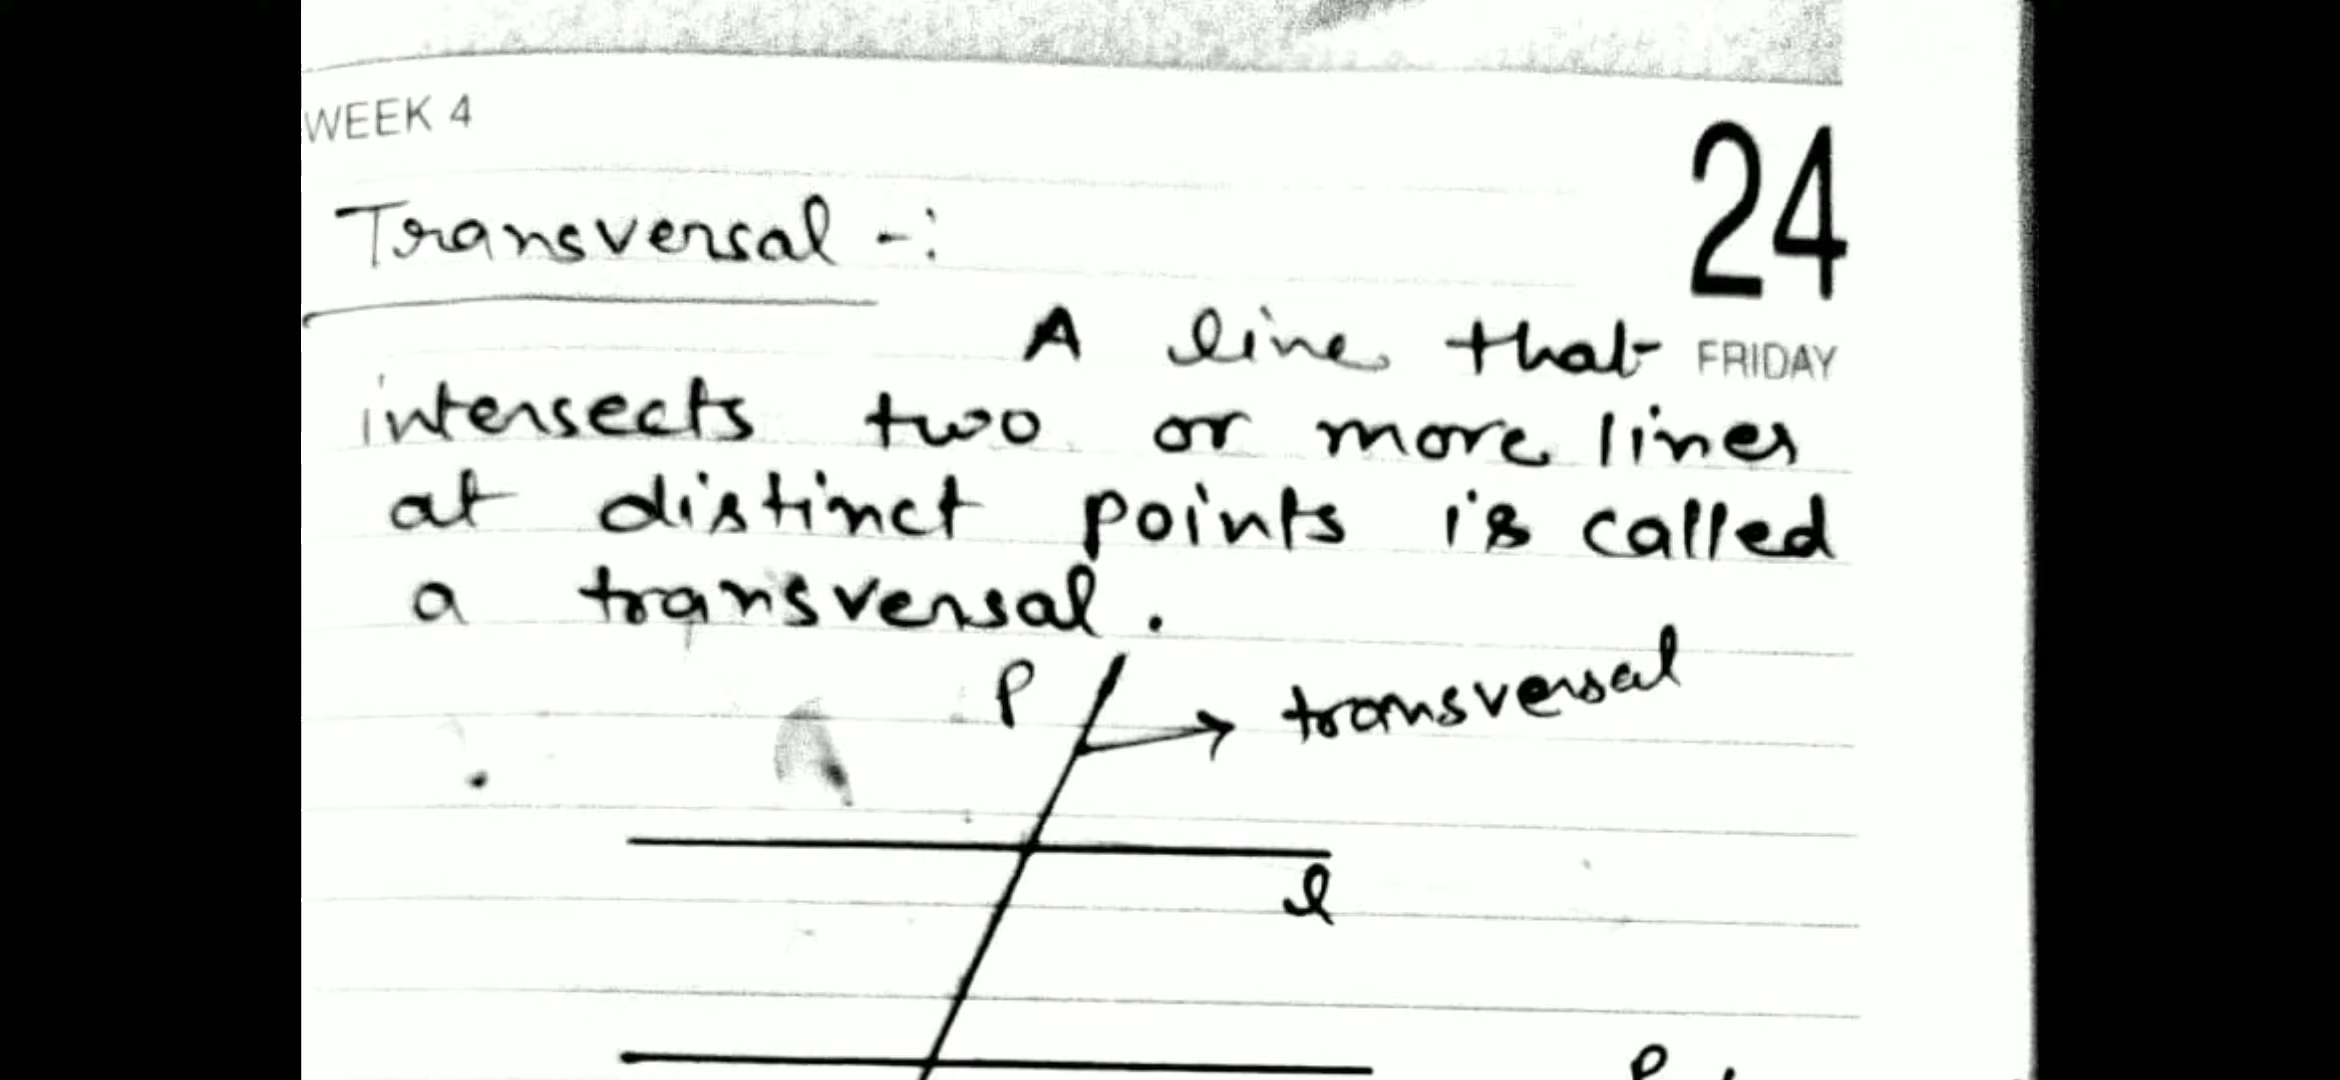 WEEK 4
24
Transversal -:
A line that
FRIDAY
intersects two or more lines
at distinct points is called
a transversal.
P
transversal
l